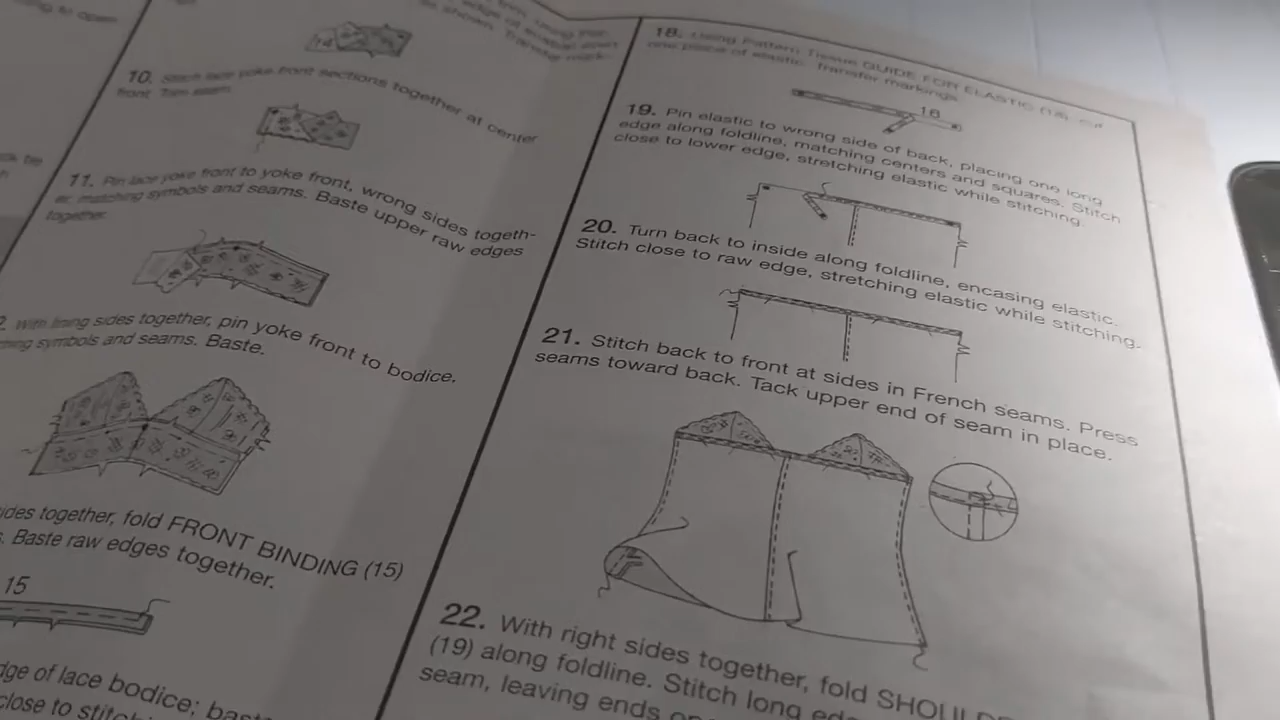 to open
14
10. Stitch lace yoke front sections together at center
front. Trim seam.
11. Pin lace yoke front to yoke front, wrong sides togeth-
er, matching symbols and seams. Baste upper raw edges
together.
With lining sides together, pin yoke front to bodice,
symbols and seams. Baste.
sides together, fold FRONT BINDING (15)
Baste raw edges together.
15
edge of lace bodice;
close to
18. Using Pattern Tissue GUIDE FOR ELASTIC (18), cut
one piece of elastic. Transfer markings.
18
19. Pin elastic to wrong side of back, placing one long
edge along foldline, matching centers and squares. Stitch
close to lower edge, stretching elastic while stitching.
20. Turn back to inside along foldline, encasing elastic.
Stitch close to raw edge, stretching elastic while stitching.
21. Stitch back to front at sides in French seams. Press
seams toward back. Tack upper end of seam in place.
22. With right sides together, fold
(19) along foldline. Stitch long
seam, leaving ends